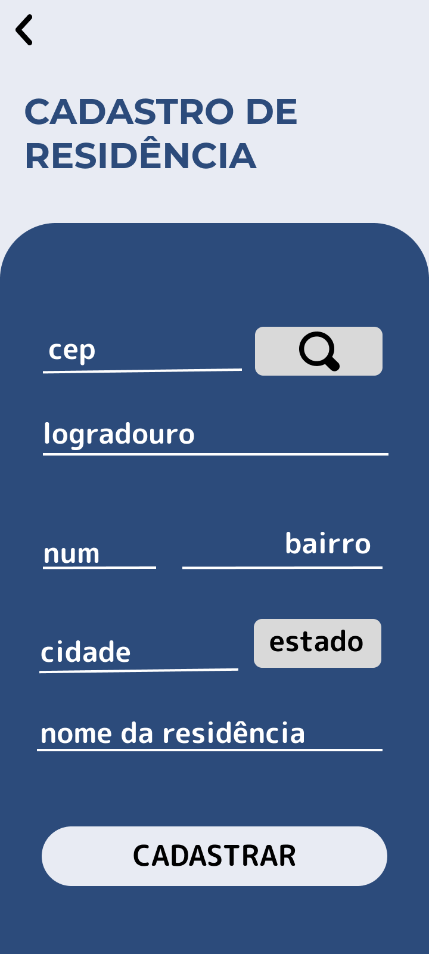 CADASTRO DE
RESIDÊNCIA
cep
logradouro
num
bairro
cidade
estado
nome da residência
CADASTRAR